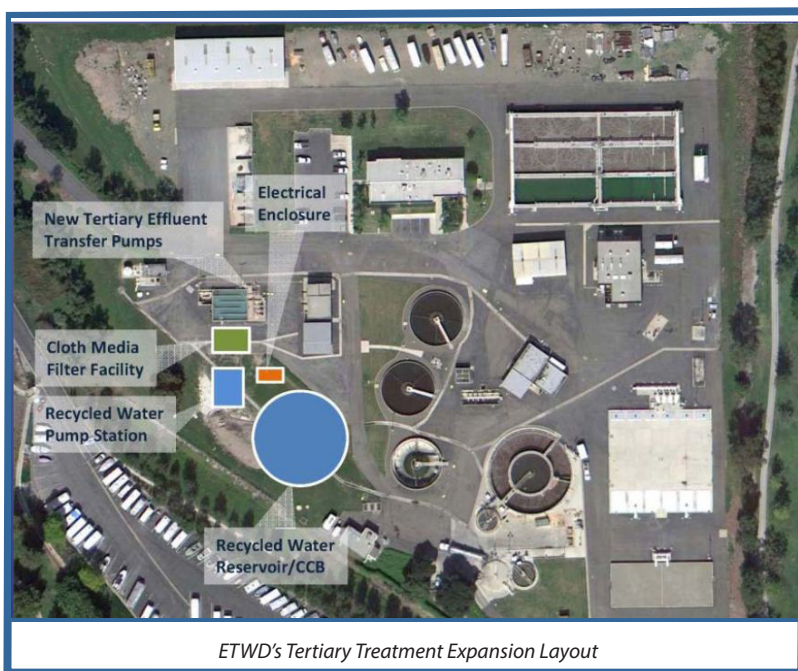 Electrical
Enclosure
New Tertiary Effluent
Transfer Pumps
Cloth Media
Filter Facility
Recycled Water
Pump Station
Recycled Water
Reservoir/CCB
ETWD's Tertiary Treatment Expansion Layout